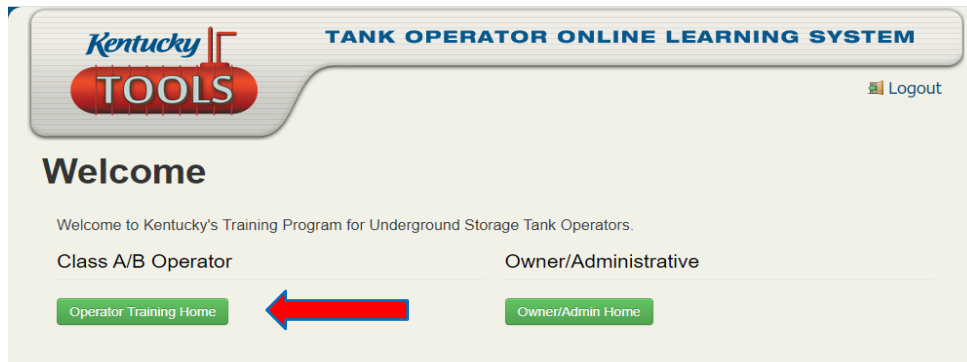 Kentucky
TOOLS
TANK OPERATOR ONLINE LEARNING SYSTEM
Logout
Welcome
Welcome to Kentucky's Training Program for Underground Storage Tank Operators.
Class A/B Operator
Owner/Administrative
Operator Training Home
Owner/Admin Home